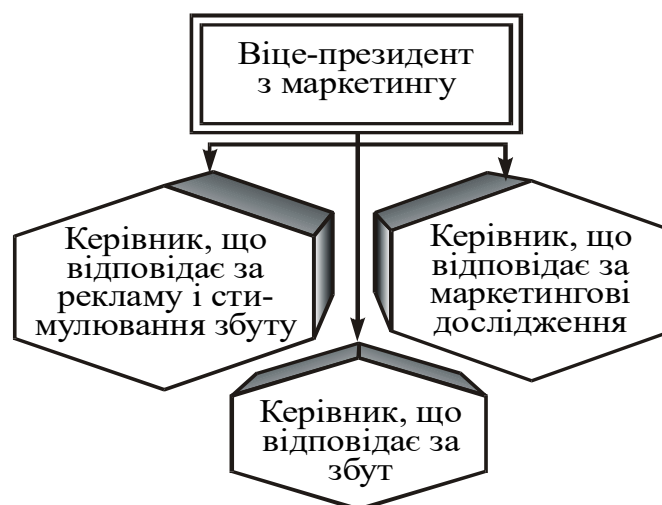 Віце-президент
з маркетингу
Керівник, що
відповідає за
рекламу і сти-
мулювання збуту
Керівник, що
відповідає за
маркетингові
дослідження
Керівник, що
відповідає за
збут